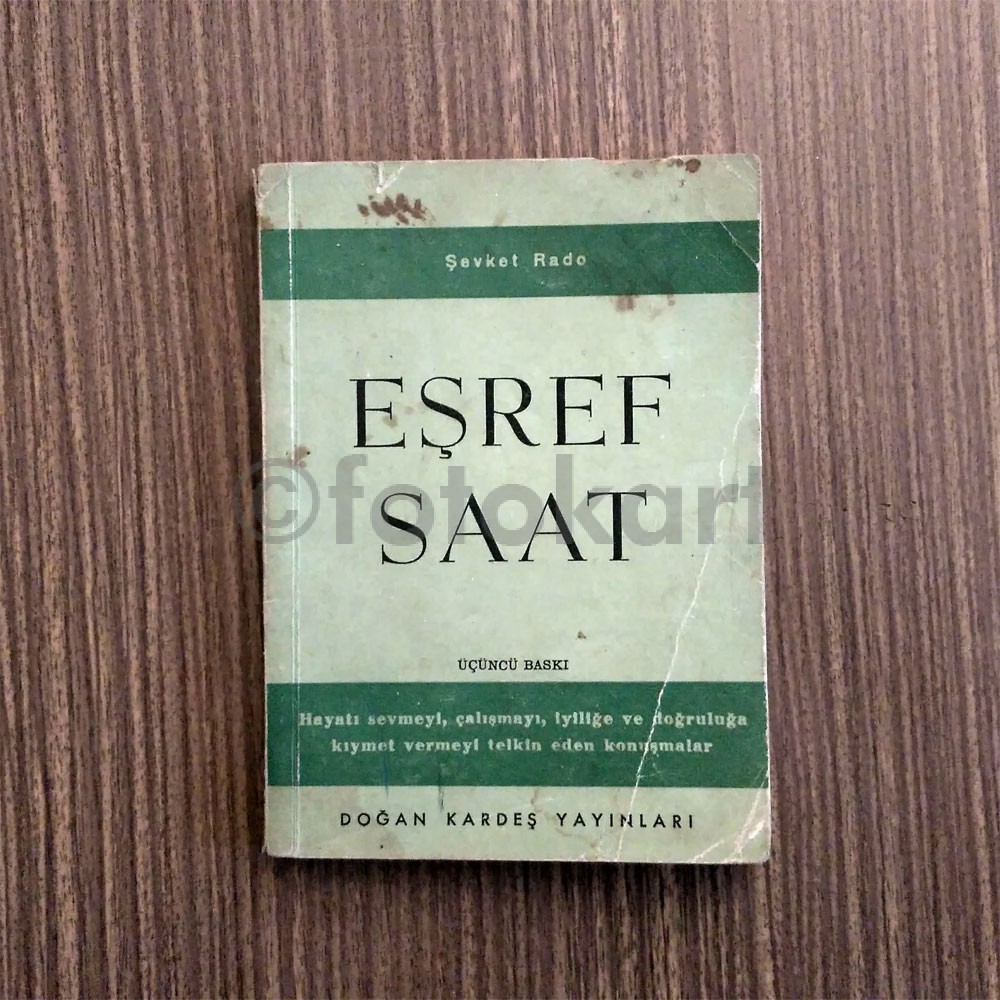 Şevket Rado
EŞREF
SAAT
©fotokart
ÜÇÜNCÜ BASKI
Hayatı sevmeyi, çalışmayı, iyiliğe ve doğruluğa
kıymet vermeyi telkin eden konuşmalar
DOĞAN KARDEŞ YAYINLARI